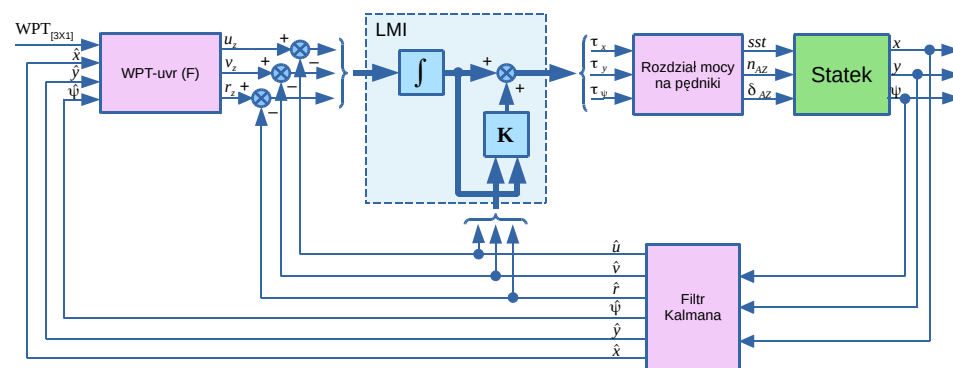 WPT[3X1]
x̂
ŷ
ψ̂
WPT-uvr (F)
u_z
v_z
r_z
+
−
+
−
+
−
LMI
∫
+
+
K
τ_x
τ_y
τ_ψ
Rozdział mocy
na pędniki
sst
n_AZ
δ_AZ
Statek
x
y
ψ
û
v̂
r̂
ψ̂
ŷ
x̂
Filtr
Kalmana